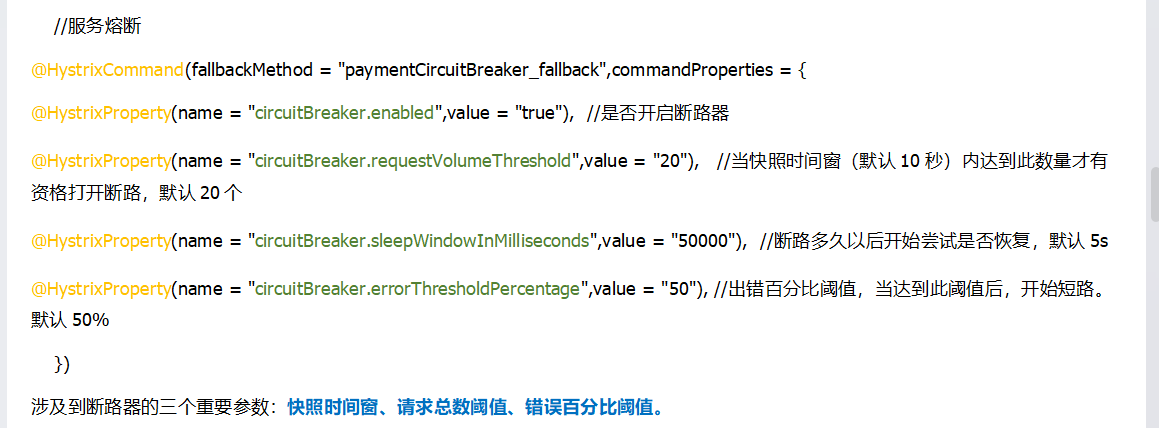 //服务熔断
@HystrixCommand(fallbackMethod = "paymentCircuitBreaker_fallback",commandProperties = {
@HystrixProperty(name = "circuitBreaker.enabled",value = "true"),  //是否开启断路器
@HystrixProperty(name = "circuitBreaker.requestVolumeThreshold",value = "20"),   //当快照时间窗（默认 10 秒）内达到此数量才有
资格打开断路，默认 20 个
@HystrixProperty(name = "circuitBreaker.sleepWindowInMilliseconds",value = "50000"),  //断路多久以后开始尝试是否恢复，默认 5s
@HystrixProperty(name = "circuitBreaker.errorThresholdPercentage",value = "50"), //出错百分比阈值，当达到此阈值后，开始短路。
默认 50%
})
涉及到断路器的三个重要参数：快照时间窗、请求总数阈值、错误百分比阈值。